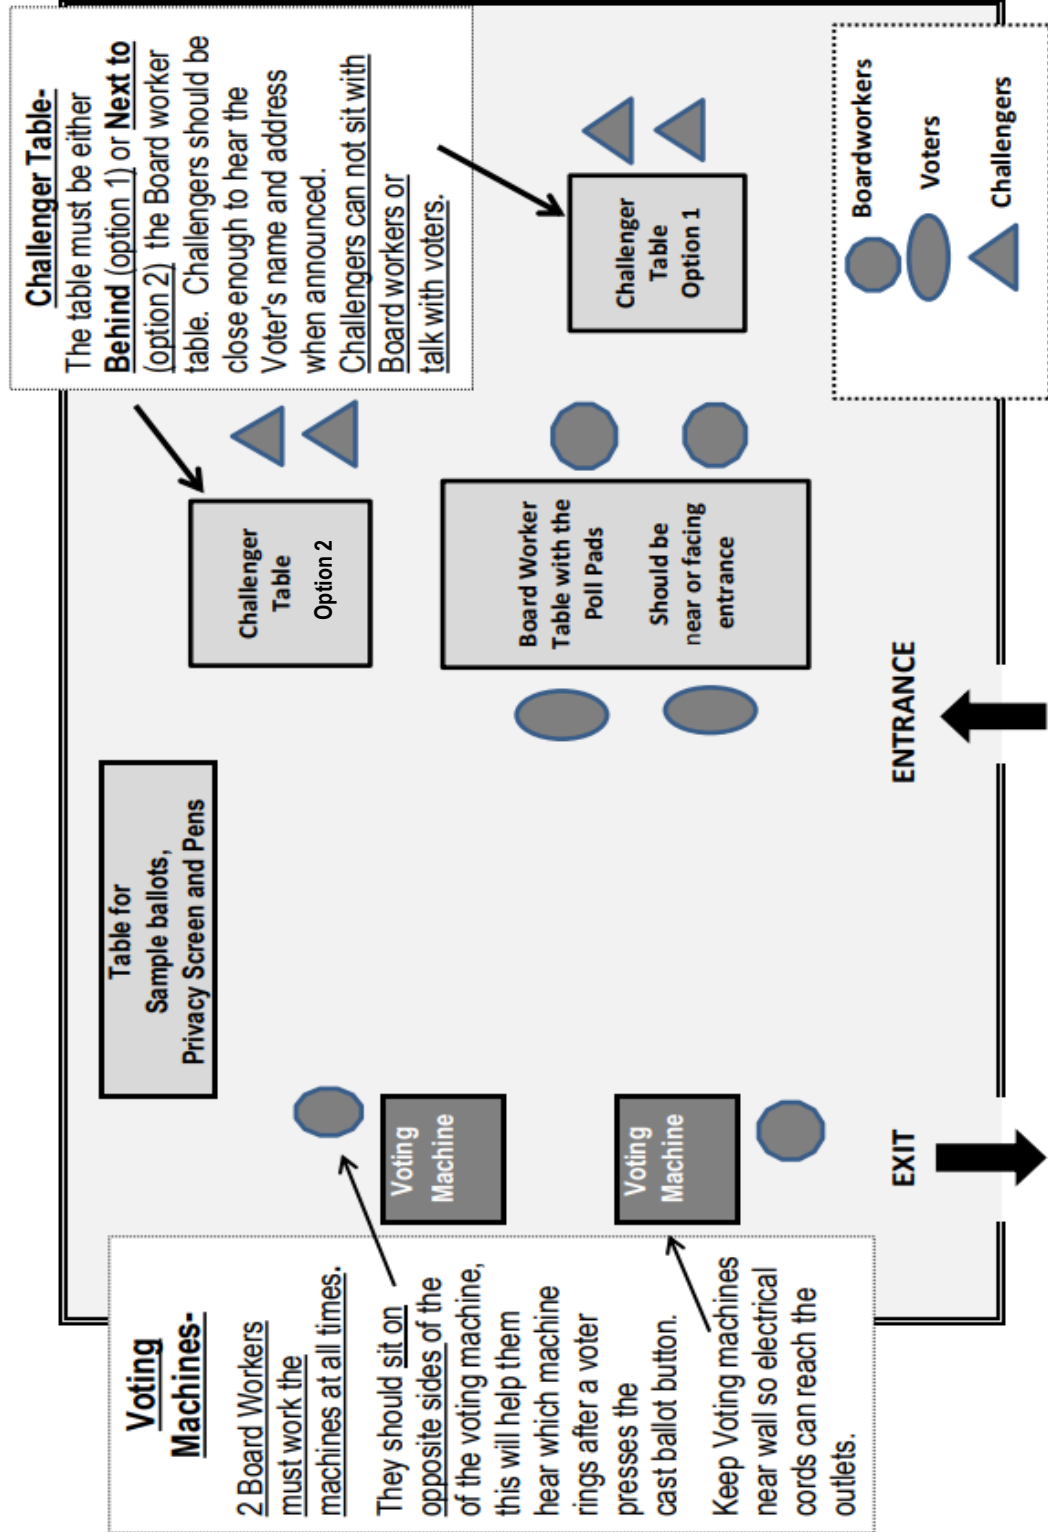 Voting
Machines-
2 Board Workers
must work the
machines at all times.
They should sit on
opposite sides of the
of the voting machine,
this will help them
hear which machine
rings after a voter
presses the
cast ballot button.
Keep Voting machines
near wall so electrical
cords can reach the
outlets.
Table for
Sample ballots,
Privacy Screen and Pens
Voting
Machine
Voting
Machine
EXIT
ENTRANCE
Challenger
Table
Option 2
Board Worker
Table with the
Poll Pads
Should be
near or facing
entrance
Challenger Table-
The table must be either
Behind (option 1) or Next to
(option 2) the Board worker
table. Challengers should be
close enough to hear the
Voter's name and address
when announced.
Challengers can not sit with
Board workers or
talk with voters.
Challenger
Table
Option 1
Boardworkers
Voters
Challengers